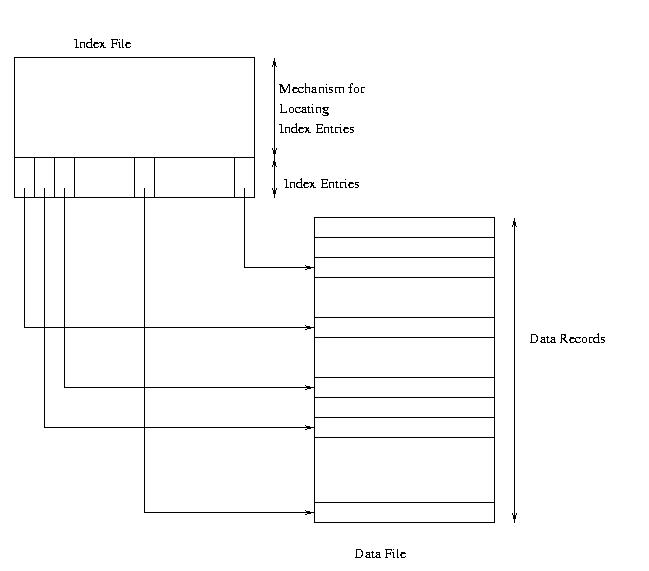 Index File
Mechanism for
Locating
Index Entries
Index Entries
Data Records
Data File